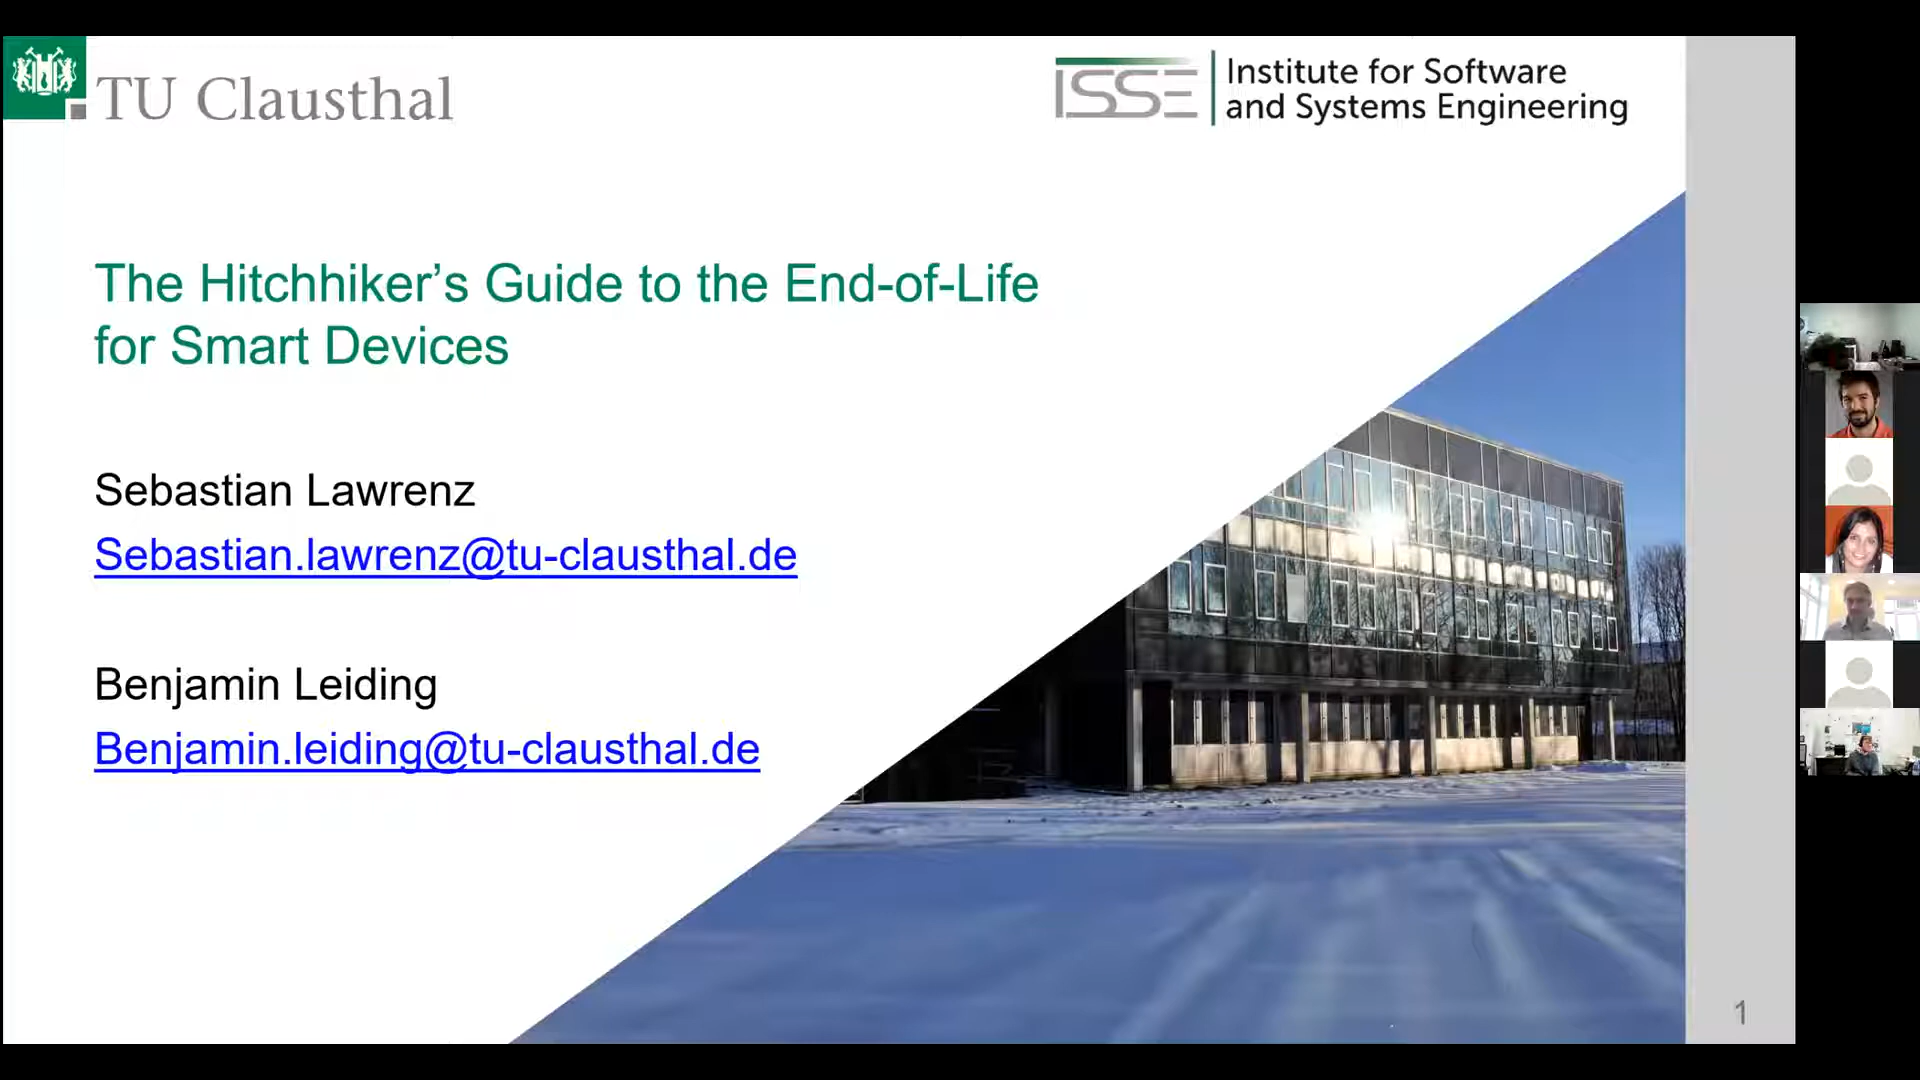 TU Clausthal
ISSE
Institute for Software
and Systems Engineering
The Hitchhiker’s Guide to the End-of-Life
for Smart Devices
Sebastian Lawrenz
Sebastian.lawrenz@tu-clausthal.de
Benjamin Leiding
Benjamin.leiding@tu-clausthal.de
1